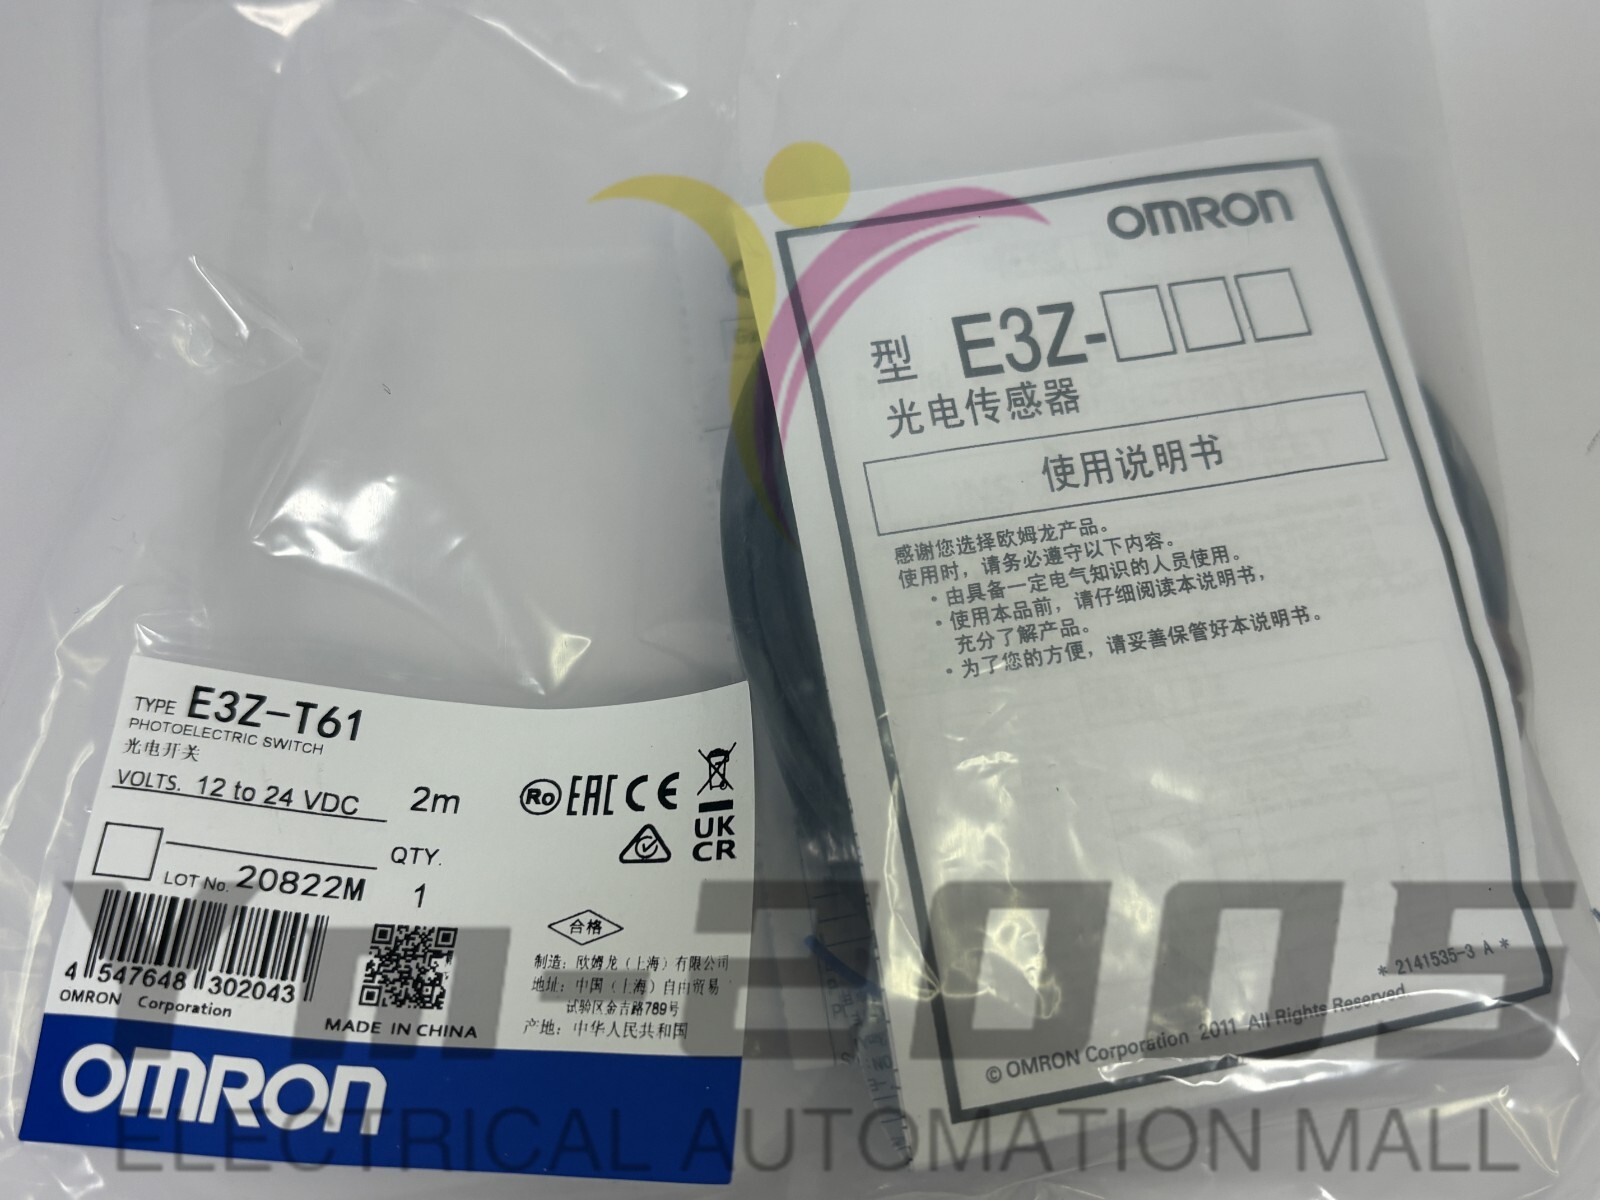 OMRON
型 E3Z-□□□
光电传感器
使用说明书
感谢您选择欧姆龙产品。
使用时，请务必遵守以下内容。
・由具备一定电气知识的人员使用。
・使用本品前，请仔细阅读本说明书，
充分了解产品。
・为了您的方便，请妥善保管好本说明书。
* 2141535-3 A *
© OMRON Corporation 2011 All Rights Reserved.
TYPE E3Z-T61
PHOTOELECTRIC SWITCH
光电开关
VOLTS. 12 to 24 VDC 2m
QTY.
LOT No. 20822M 1
4 547648 302043
OMRON Corporation
MADE IN CHINA
Ro EAC CE
UK
CR
合格
制造：欧姆龙（上海）有限公司
地址：中国（上海）自由贸易
试验区金吉路789号
产地：中华人民共和国
OMRON
Ym-2005
ELECTRICAL AUTOMATION MALL